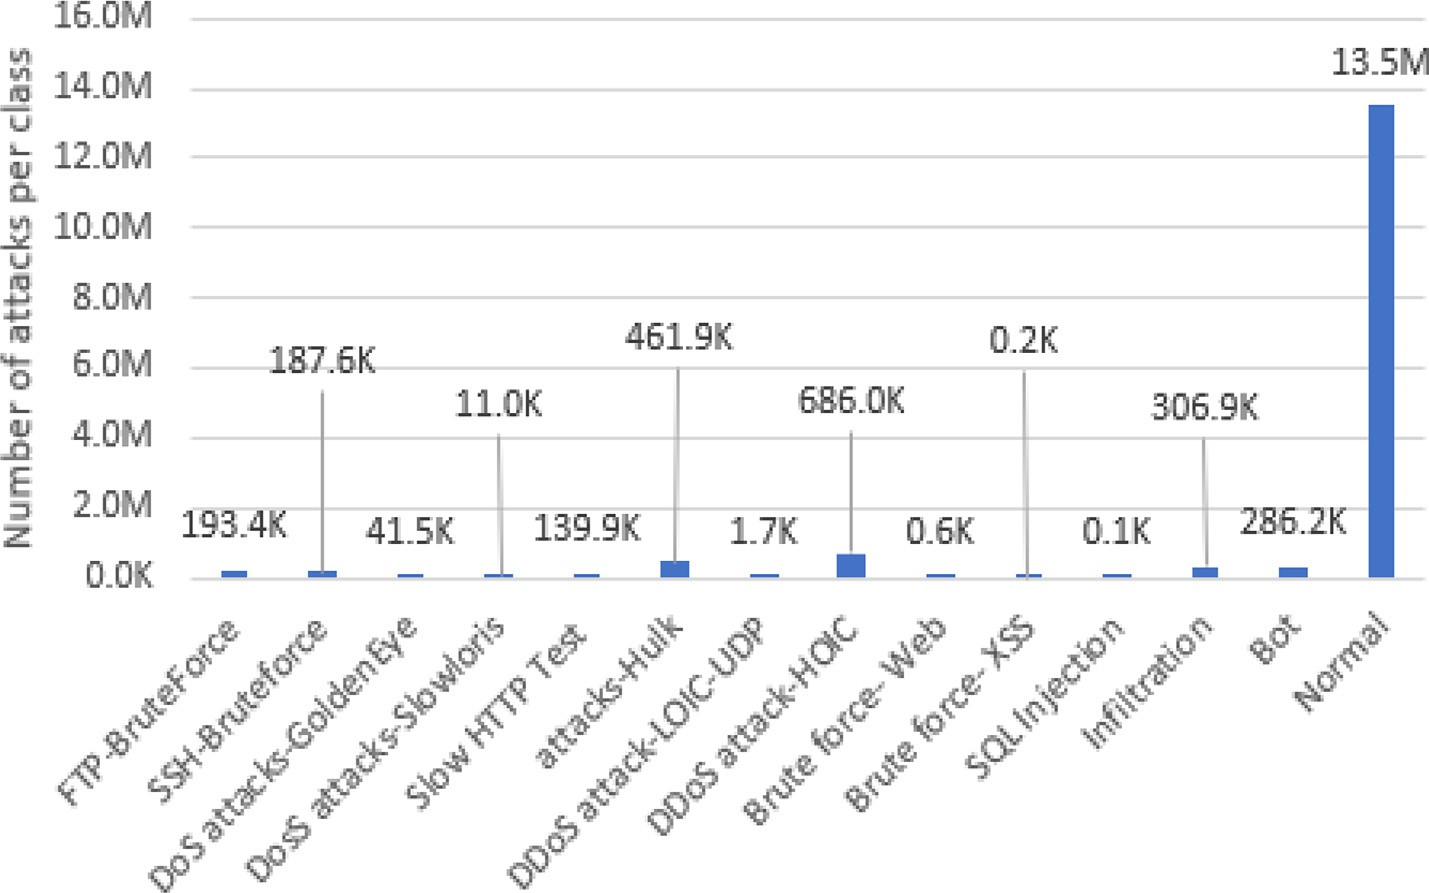 Number of attacks per class
16.0M
14.0M
12.0M
10.0M
8.0M
6.0M
4.0M
2.0M
0.0K
193.4K
187.6K
41.5K
11.0K
139.9K
461.9K
1.7K
686.0K
0.6K
0.2K
0.1K
306.9K
286.2K
13.5M
FTP-BruteForce
SSH-Bruteforce
DoS attacks-GoldenEye
DosS attacks-Slowloris
Slow HTTP Test
attacks-Hulk
DDoS attack-LOIC-UDP
DDoS attack-HOIC
Brute force- Web
Brute force- XSS
SQL Injection
Infiltration
Bot
Normal